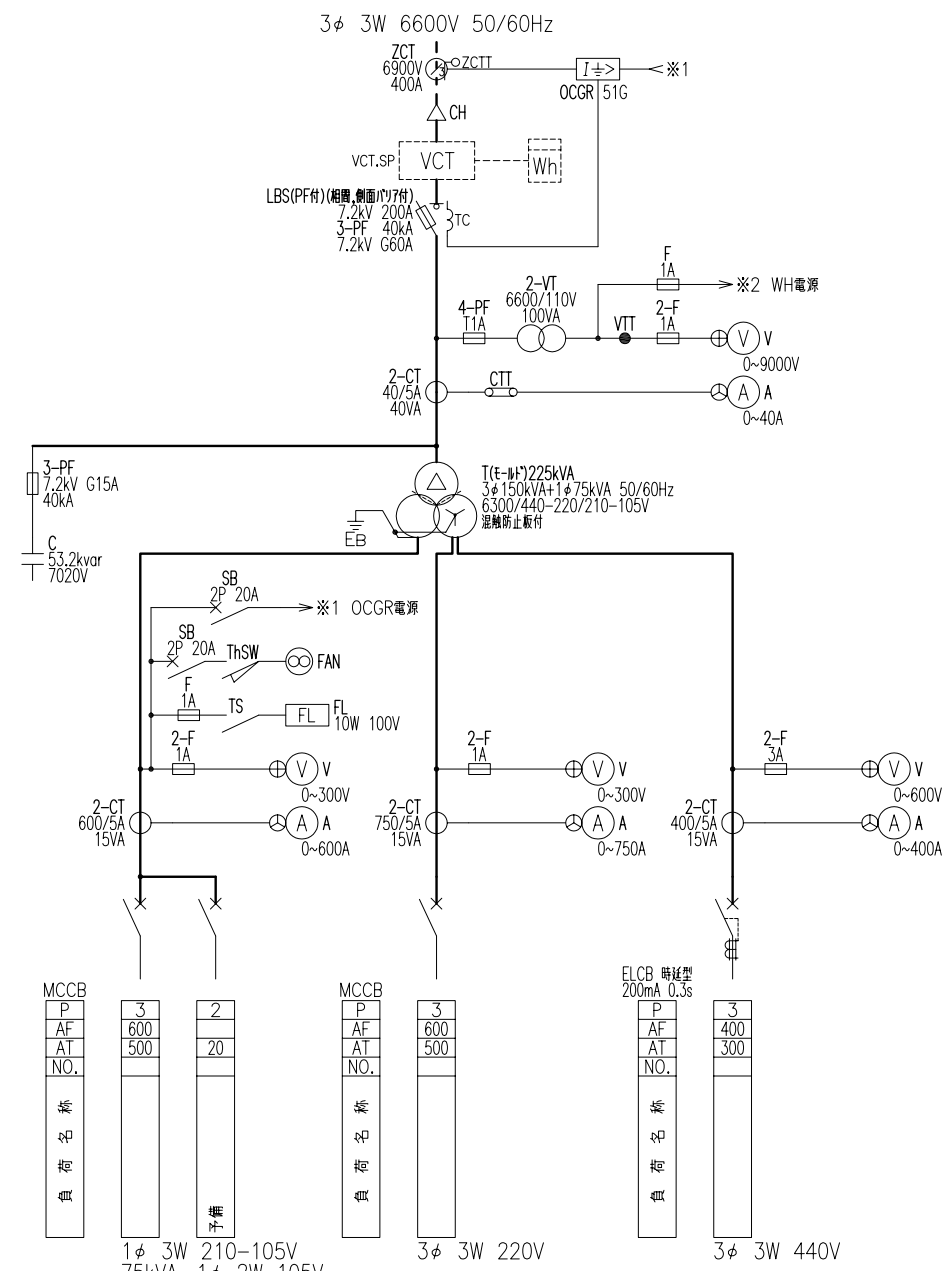 3φ 3W 6600V 50/60Hz
ZCT
6900V
400A
ZCTT
I⏚>
※1
OCGR 51G
CH
VCT.SP
VCT
Wh
LBS(PF付)(相間,側面バリア付)
7.2kV 200A
3-PF 40kA
7.2kV G60A
TC
F
1A
※2 WH電源
2-VT
6600/110V
100VA
4-PF
T1A
VTT
2-F
1A
V
V
0~9000V
2-CT
40/5A
40VA
CTT
A
A
0~40A
3-PF
7.2kV G15A
40kA
C
53.2kvar
7020V
T(モールド)225kVA
3φ150kVA+1φ75kVA 50/60Hz
6300/440-220/210-105V
混触防止板付
EB
SB
2P 20A
※1 OCGR電源
SB
2P 20A
ThSW
FAN
F
1A
TS
FL
FL
10W 100V
2-F
1A
V
V
0~300V
2-CT
600/5A
15VA
A
A
0~600A
2-F
1A
V
V
0~300V
2-CT
750/5A
15VA
A
A
0~750A
2-F
3A
V
V
0~600V
2-CT
400/5A
15VA
A
A
0~400A
MCCB
P 3 2
AF 600
AT 500 20
NO.
負荷名称
予備
1φ 3W 210-105V
75kVA 1φ 2W 105V
MCCB
P 3
AF 600
AT 500
NO.
負荷名称
3φ 3W 220V
ELCB 時延型
200mA 0.3s
P 3
AF 400
AT 300
NO.
負荷名称
3φ 3W 440V